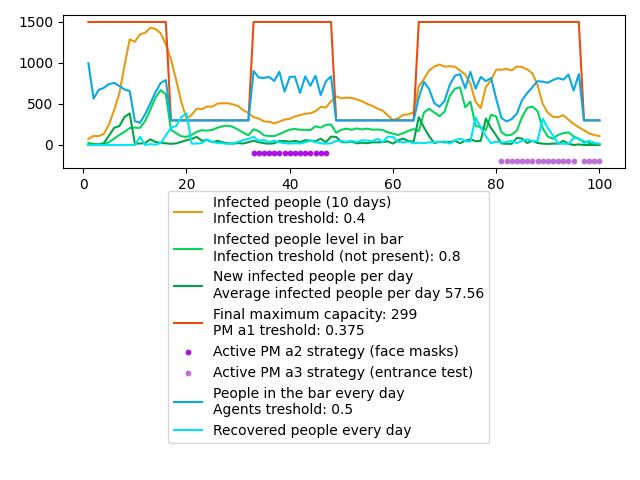 1500
1000
500
0
0 20 40 60 80 100
Infected people (10 days)
Infection treshold: 0.4
Infected people level in bar
Infection treshold (not present): 0.8
New infected people per day
Average infected people per day 57.56
Final maximum capacity: 299
PM a1 treshold: 0.375
Active PM a2 strategy (face masks)
Active PM a3 strategy (entrance test)
People in the bar every day
Agents treshold: 0.5
Recovered people every day